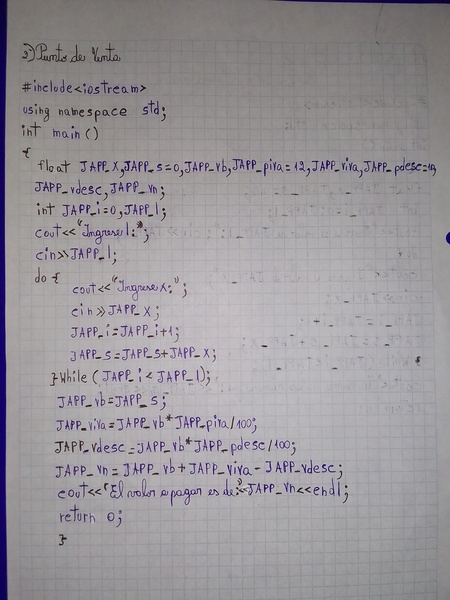 2) Punto de Venta
#include<iostream>
using namespace std;
int main()
{
float JAPP_x,JAPP_s=0,JAPP_vb,JAPP_piva=12,JAPP_viva,JAPP_pdesc=10,
JAPP_vdesc,JAPP_vn;
int JAPP_i=0,JAPP_l;
cout<<"Ingrese l:";
cin>>JAPP_l;
do {
cout<<"Ingrese x:";
cin>>JAPP_x;
JAPP_i=JAPP_i+1;
JAPP_s=JAPP_s+JAPP_x;
}While(JAPP_i<JAPP_l);
JAPP_vb=JAPP_s;
JAPP_viva=JAPP_vb*JAPP_piva/100;
JAPP_vdesc=JAPP_vb*JAPP_pdesc/100;
JAPP_vn=JAPP_vb+JAPP_viva-JAPP_vdesc;
cout<<"El valor a pagar es de:"<<JAPP_vn<<endl;
return 0;
}